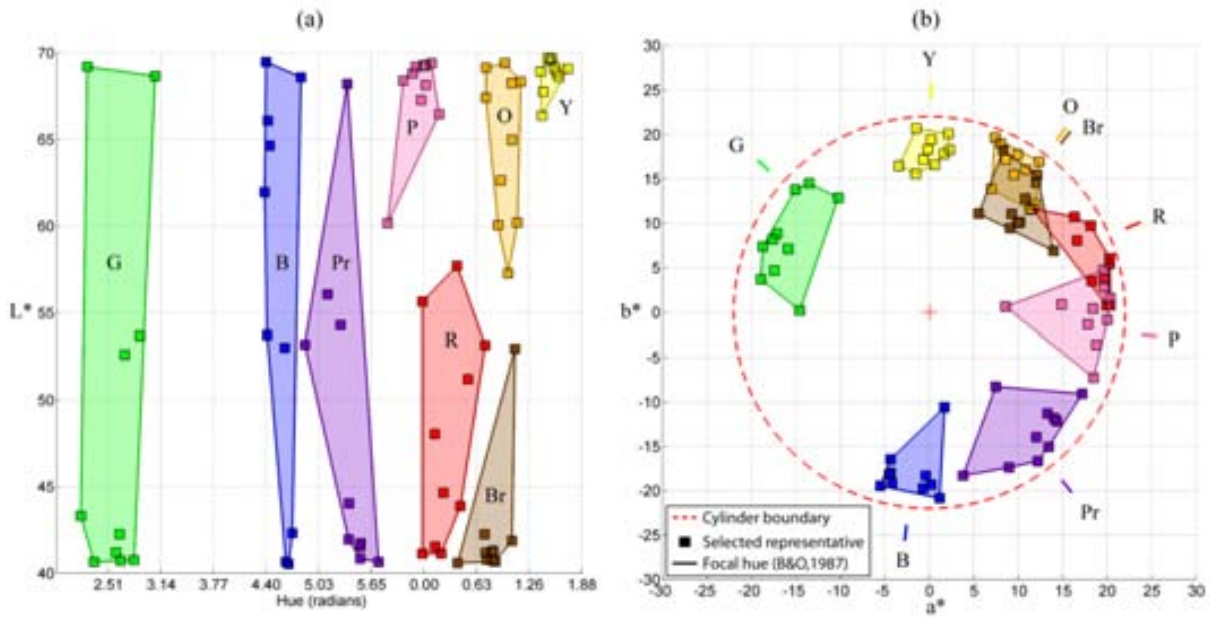 (a)
(b)
70
65
60
55
50
45
40
L*
2.51
3.14
3.77
4.40
5.03
5.65
0.00
0.63
1.26
1.88
Hue (radians)
G
B
Pr
P
R
O
Br
Y
30
25
20
15
10
5
0
-5
-10
-15
-20
-25
-30
b*
-30
-25
-20
-15
-10
-5
0
5
10
15
20
25
30
a*
Y
O
Br
G
R
P
Pr
B
Cylinder boundary
Selected representative
Focal hue (B&O,1987)